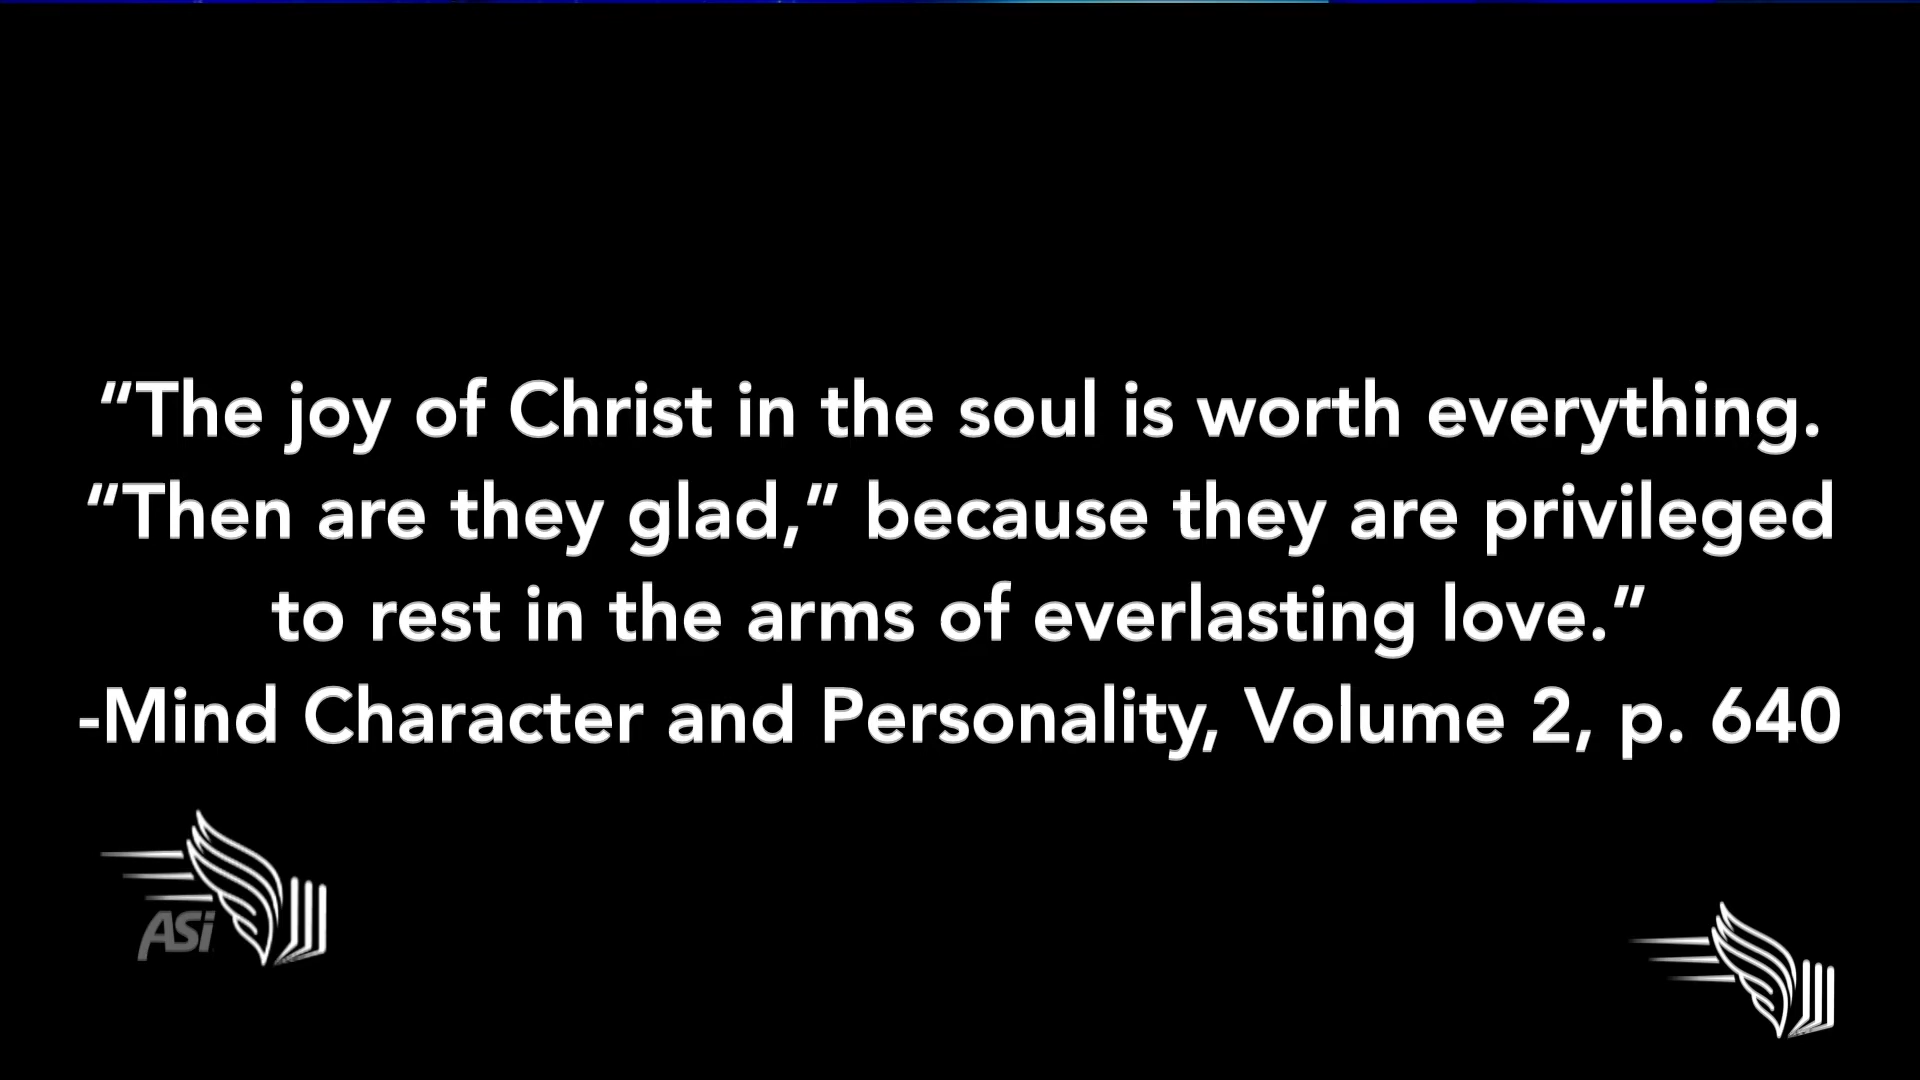 “The joy of Christ in the soul is worth everything.
“Then are they glad,” because they are privileged
to rest in the arms of everlasting love.”
-Mind Character and Personality, Volume 2, p. 640
ASi